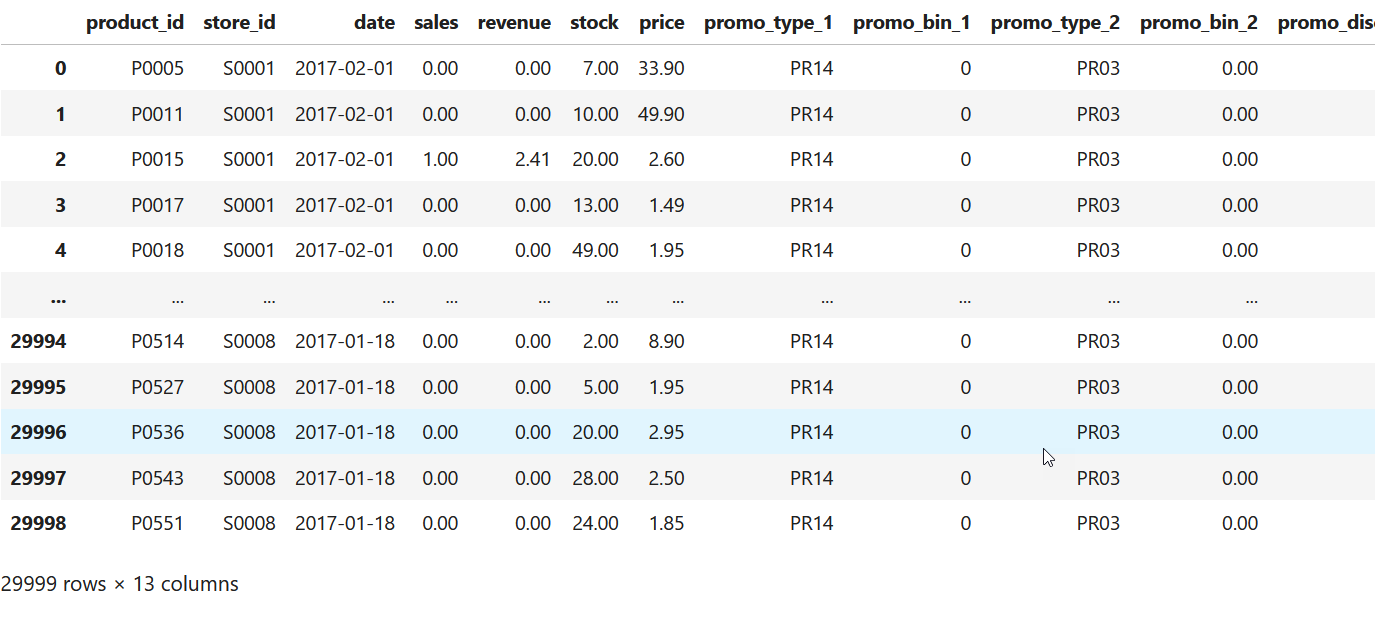 product_id store_id date sales revenue stock price promo_type_1 promo_bin_1 promo_type_2 promo_bin_2
0 P0005 S0001 2017-02-01 0.00 0.00 7.00 33.90 PR14 0 PR03 0.00
1 P0011 S0001 2017-02-01 0.00 0.00 10.00 49.90 PR14 0 PR03 0.00
2 P0015 S0001 2017-02-01 1.00 2.41 20.00 2.60 PR14 0 PR03 0.00
3 P0017 S0001 2017-02-01 0.00 0.00 13.00 1.49 PR14 0 PR03 0.00
4 P0018 S0001 2017-02-01 0.00 0.00 49.00 1.95 PR14 0 PR03 0.00
... ... ... ... ... ... ... ... ... ... ... ...
29994 P0514 S0008 2017-01-18 0.00 0.00 2.00 8.90 PR14 0 PR03 0.00
29995 P0527 S0008 2017-01-18 0.00 0.00 5.00 1.95 PR14 0 PR03 0.00
29996 P0536 S0008 2017-01-18 0.00 0.00 20.00 2.95 PR14 0 PR03 0.00
29997 P0543 S0008 2017-01-18 0.00 0.00 28.00 2.50 PR14 0 PR03 0.00
29998 P0551 S0008 2017-01-18 0.00 0.00 24.00 1.85 PR14 0 PR03 0.00
29999 rows × 13 columns